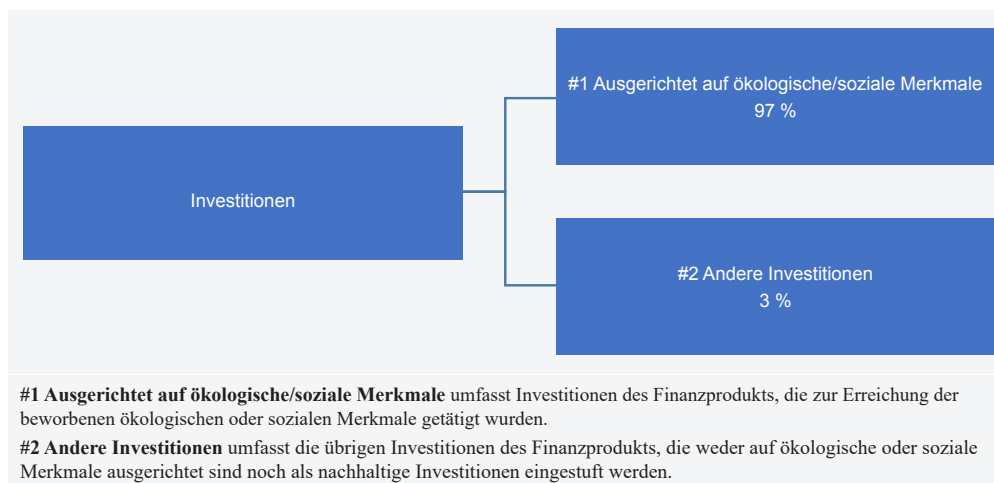 #1 Ausgerichtet auf ökologische/soziale Merkmale
97 %
Investitionen
#2 Andere Investitionen
3 %
#1 Ausgerichtet auf ökologische/soziale Merkmale umfasst Investitionen des Finanzprodukts, die zur Erreichung der
beworbenen ökologischen oder sozialen Merkmale getätigt wurden.
#2 Andere Investitionen umfasst die übrigen Investitionen des Finanzprodukts, die weder auf ökologische oder soziale
Merkmale ausgerichtet sind noch als nachhaltige Investitionen eingestuft werden.